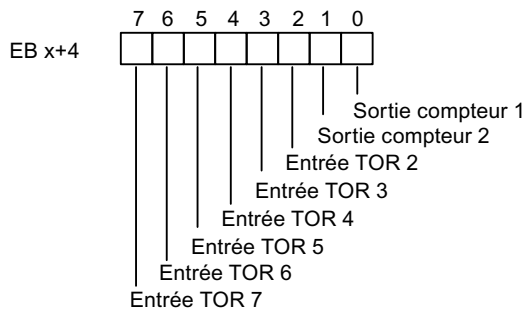 7 6 5 4 3 2 1 0
EB x+4
Sortie compteur 1
Sortie compteur 2
Entrée TOR 2
Entrée TOR 3
Entrée TOR 4
Entrée TOR 5
Entrée TOR 6
Entrée TOR 7